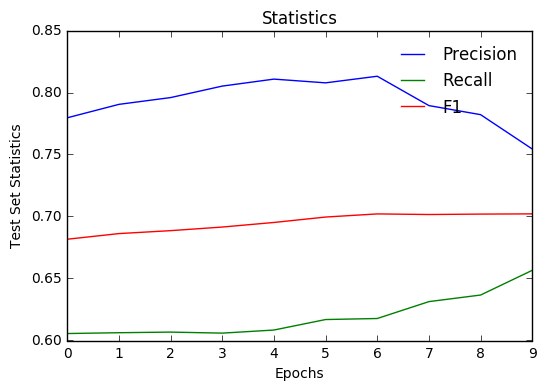 Statistics
0.85
0.80
0.75
0.70
0.65
0.60
Test Set Statistics
Precision
Recall
F1
0 1 2 3 4 5 6 7 8 9
Epochs